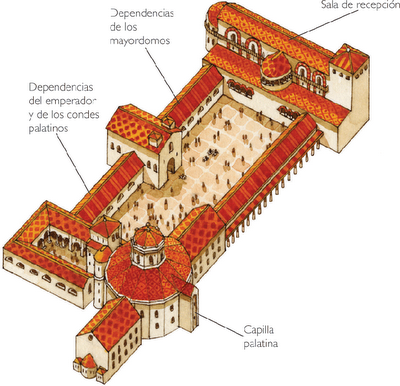 Sala de recepción
Dependencias
de los
mayordomos
Dependencias
del emperador
y de los condes
palatinos
Capilla
palatina